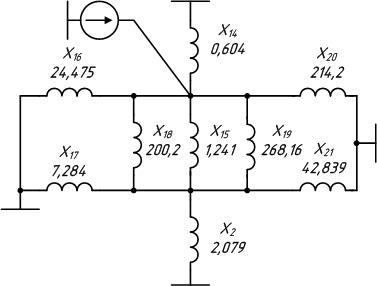 X14
0,604
X16
24,475
X20
214,2
X18
200,2
X15
1,241
X19
268,16
X17
7,284
X21
42,839
X2
2,079